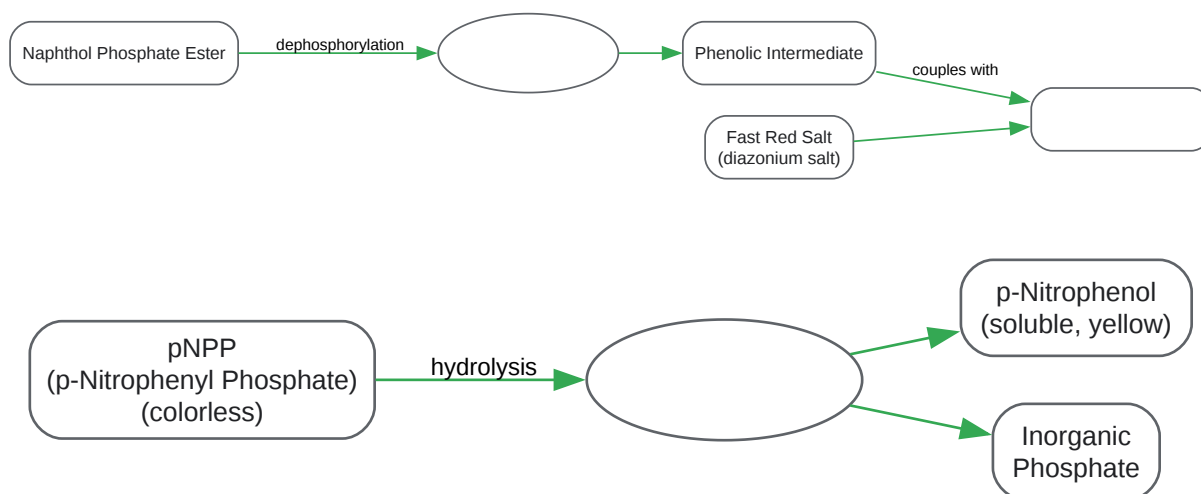 Naphthol Phosphate Ester
dephosphorylation
Phenolic Intermediate
couples with
Fast Red Salt
(diazonium salt)
pNPP
(p-Nitrophenyl Phosphate)
(colorless)
hydrolysis
p-Nitrophenol
(soluble, yellow)
Inorganic
Phosphate